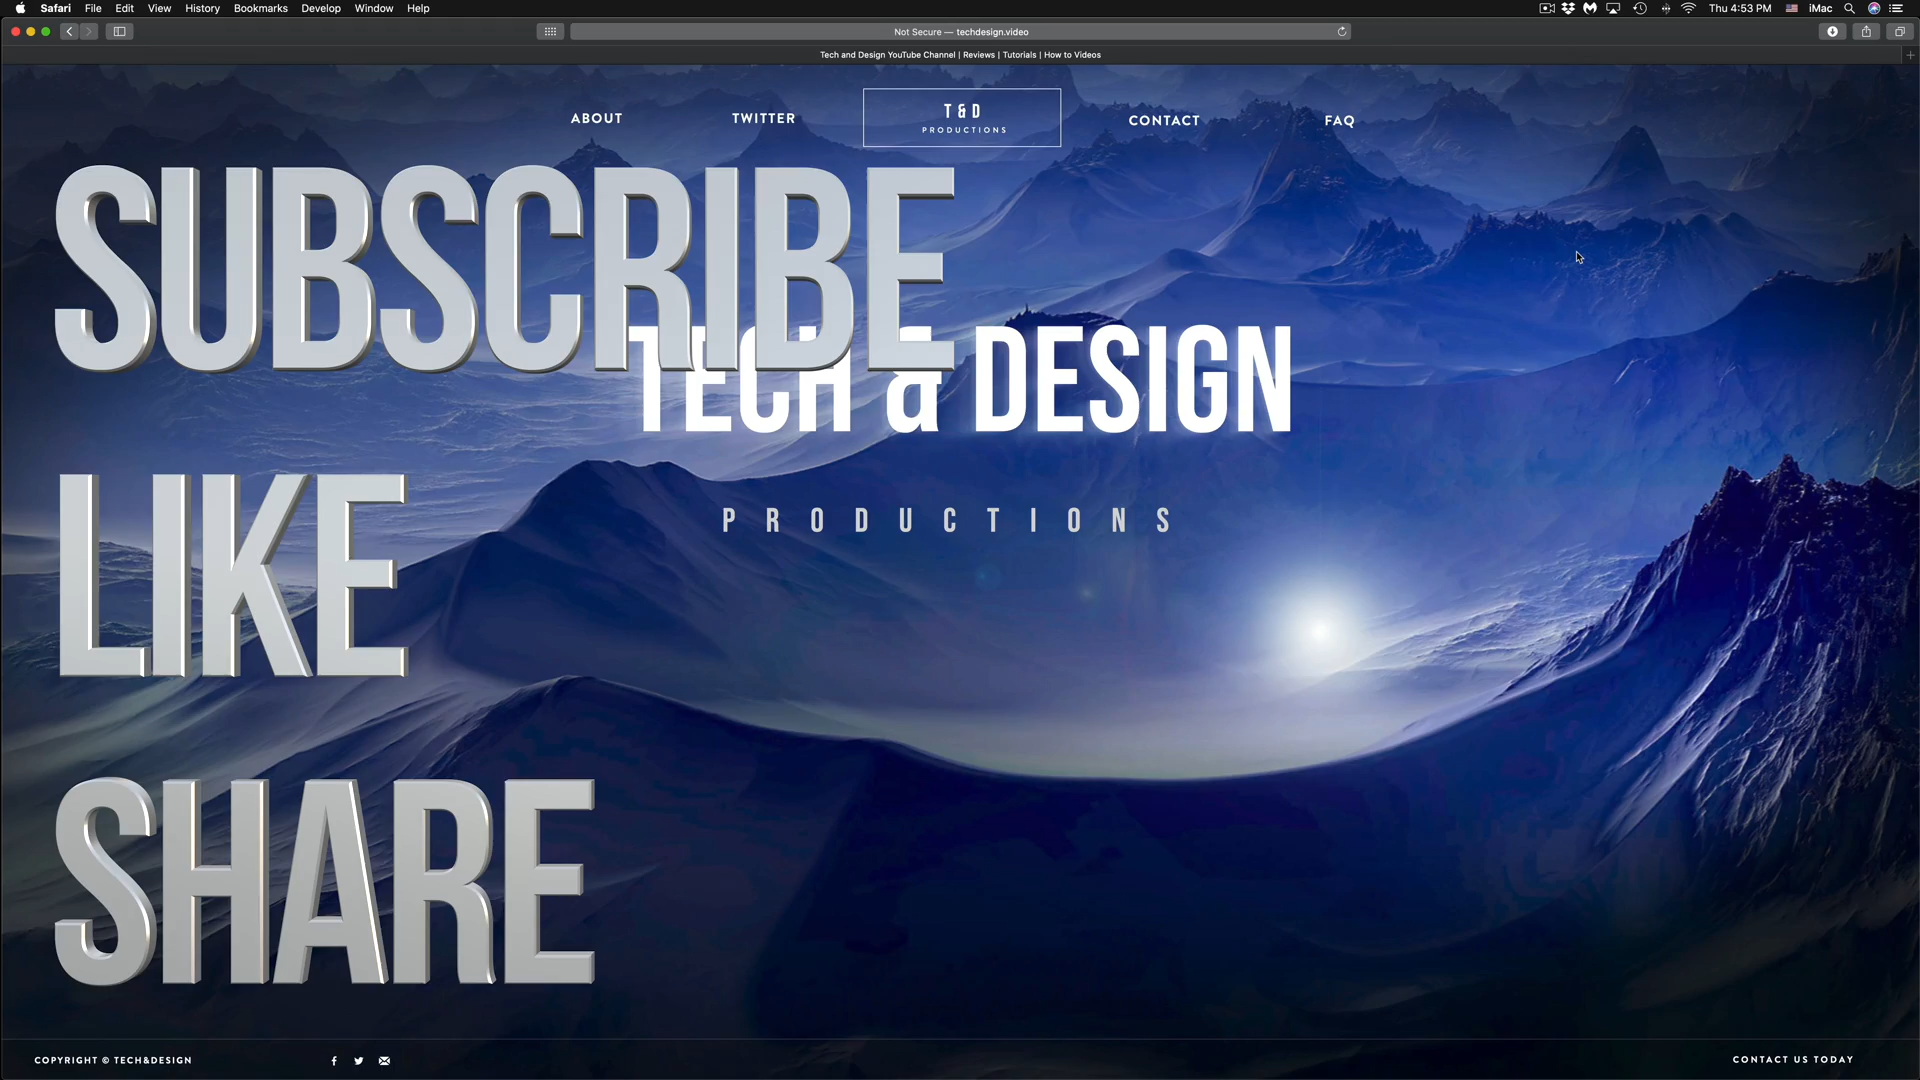 Safari File Edit View History Bookmarks Develop Window Help Thu 4:53 PM iMac
Not Secure — techdesign.video
Tech and Design YouTube Channel | Reviews | Tutorials | How to Videos
ABOUT TWITTER T&D CONTACT FAQ
PRODUCTIONS
SUBSCRIBE
TECH & DESIGN
PRODUCTIONS
LIKE
SHARE
COPYRIGHT © TECH&DESIGN CONTACT US TODAY